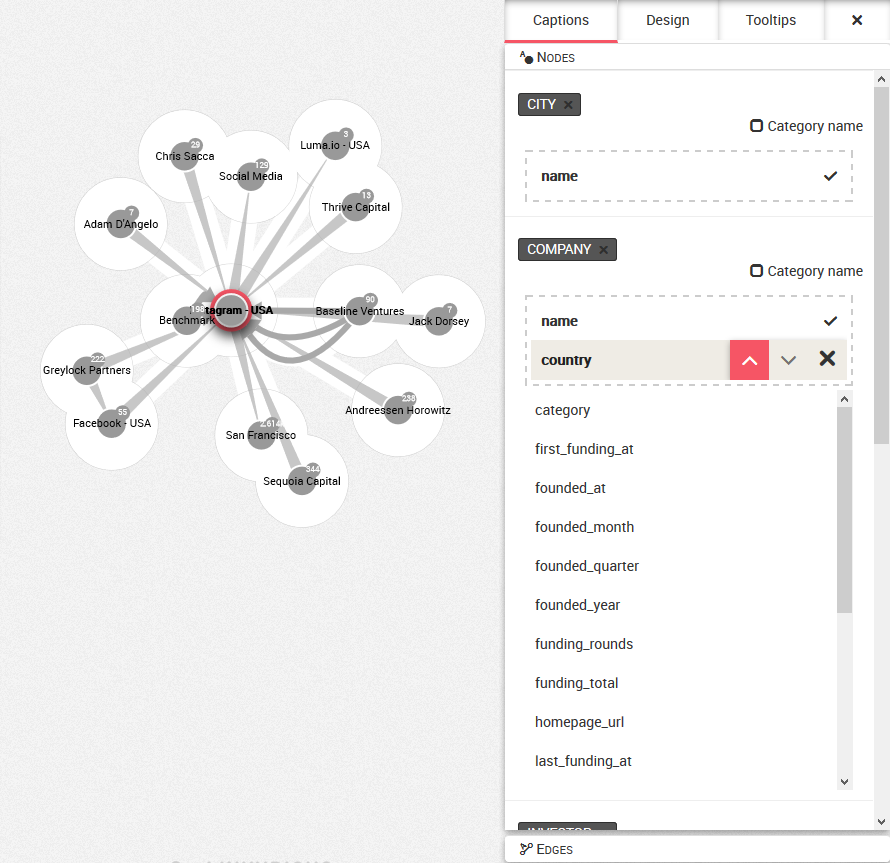 Captions
Design
Tooltips
NODES
CITY
Category name
name
COMPANY
Category name
name
country
category
first_funding_at
founded_at
founded_month
founded_quarter
founded_year
funding_rounds
funding_total
homepage_url
last_funding_at
EDGES
3
Luma.io - USA
29
Chris Sacca
129
Social Media
13
Thrive Capital
7
Adam D'Angelo
90
Baseline Ventures
tagram - USA
Benchmark
7
Jack Dorsey
222
Greylock Partners
238
Andreessen Horowitz
55
Facebook - USA
2,614
San Francisco
344
Sequoia Capital